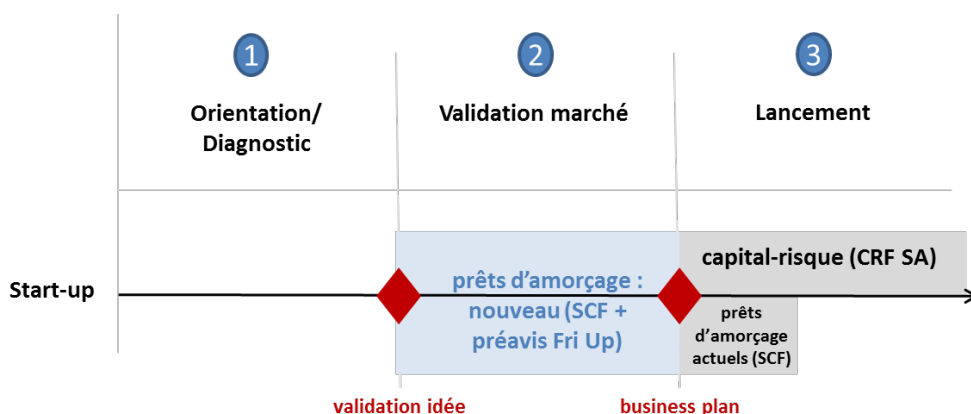 1
2
3
Orientation/
Diagnostic
Validation marché
Lancement
Start-up
prêts d’amorçage :
nouveau (SCF +
préavis Fri Up)
capital-risque (CRF SA)
prêts
d’amorçage
actuels (SCF)
validation idée
business plan